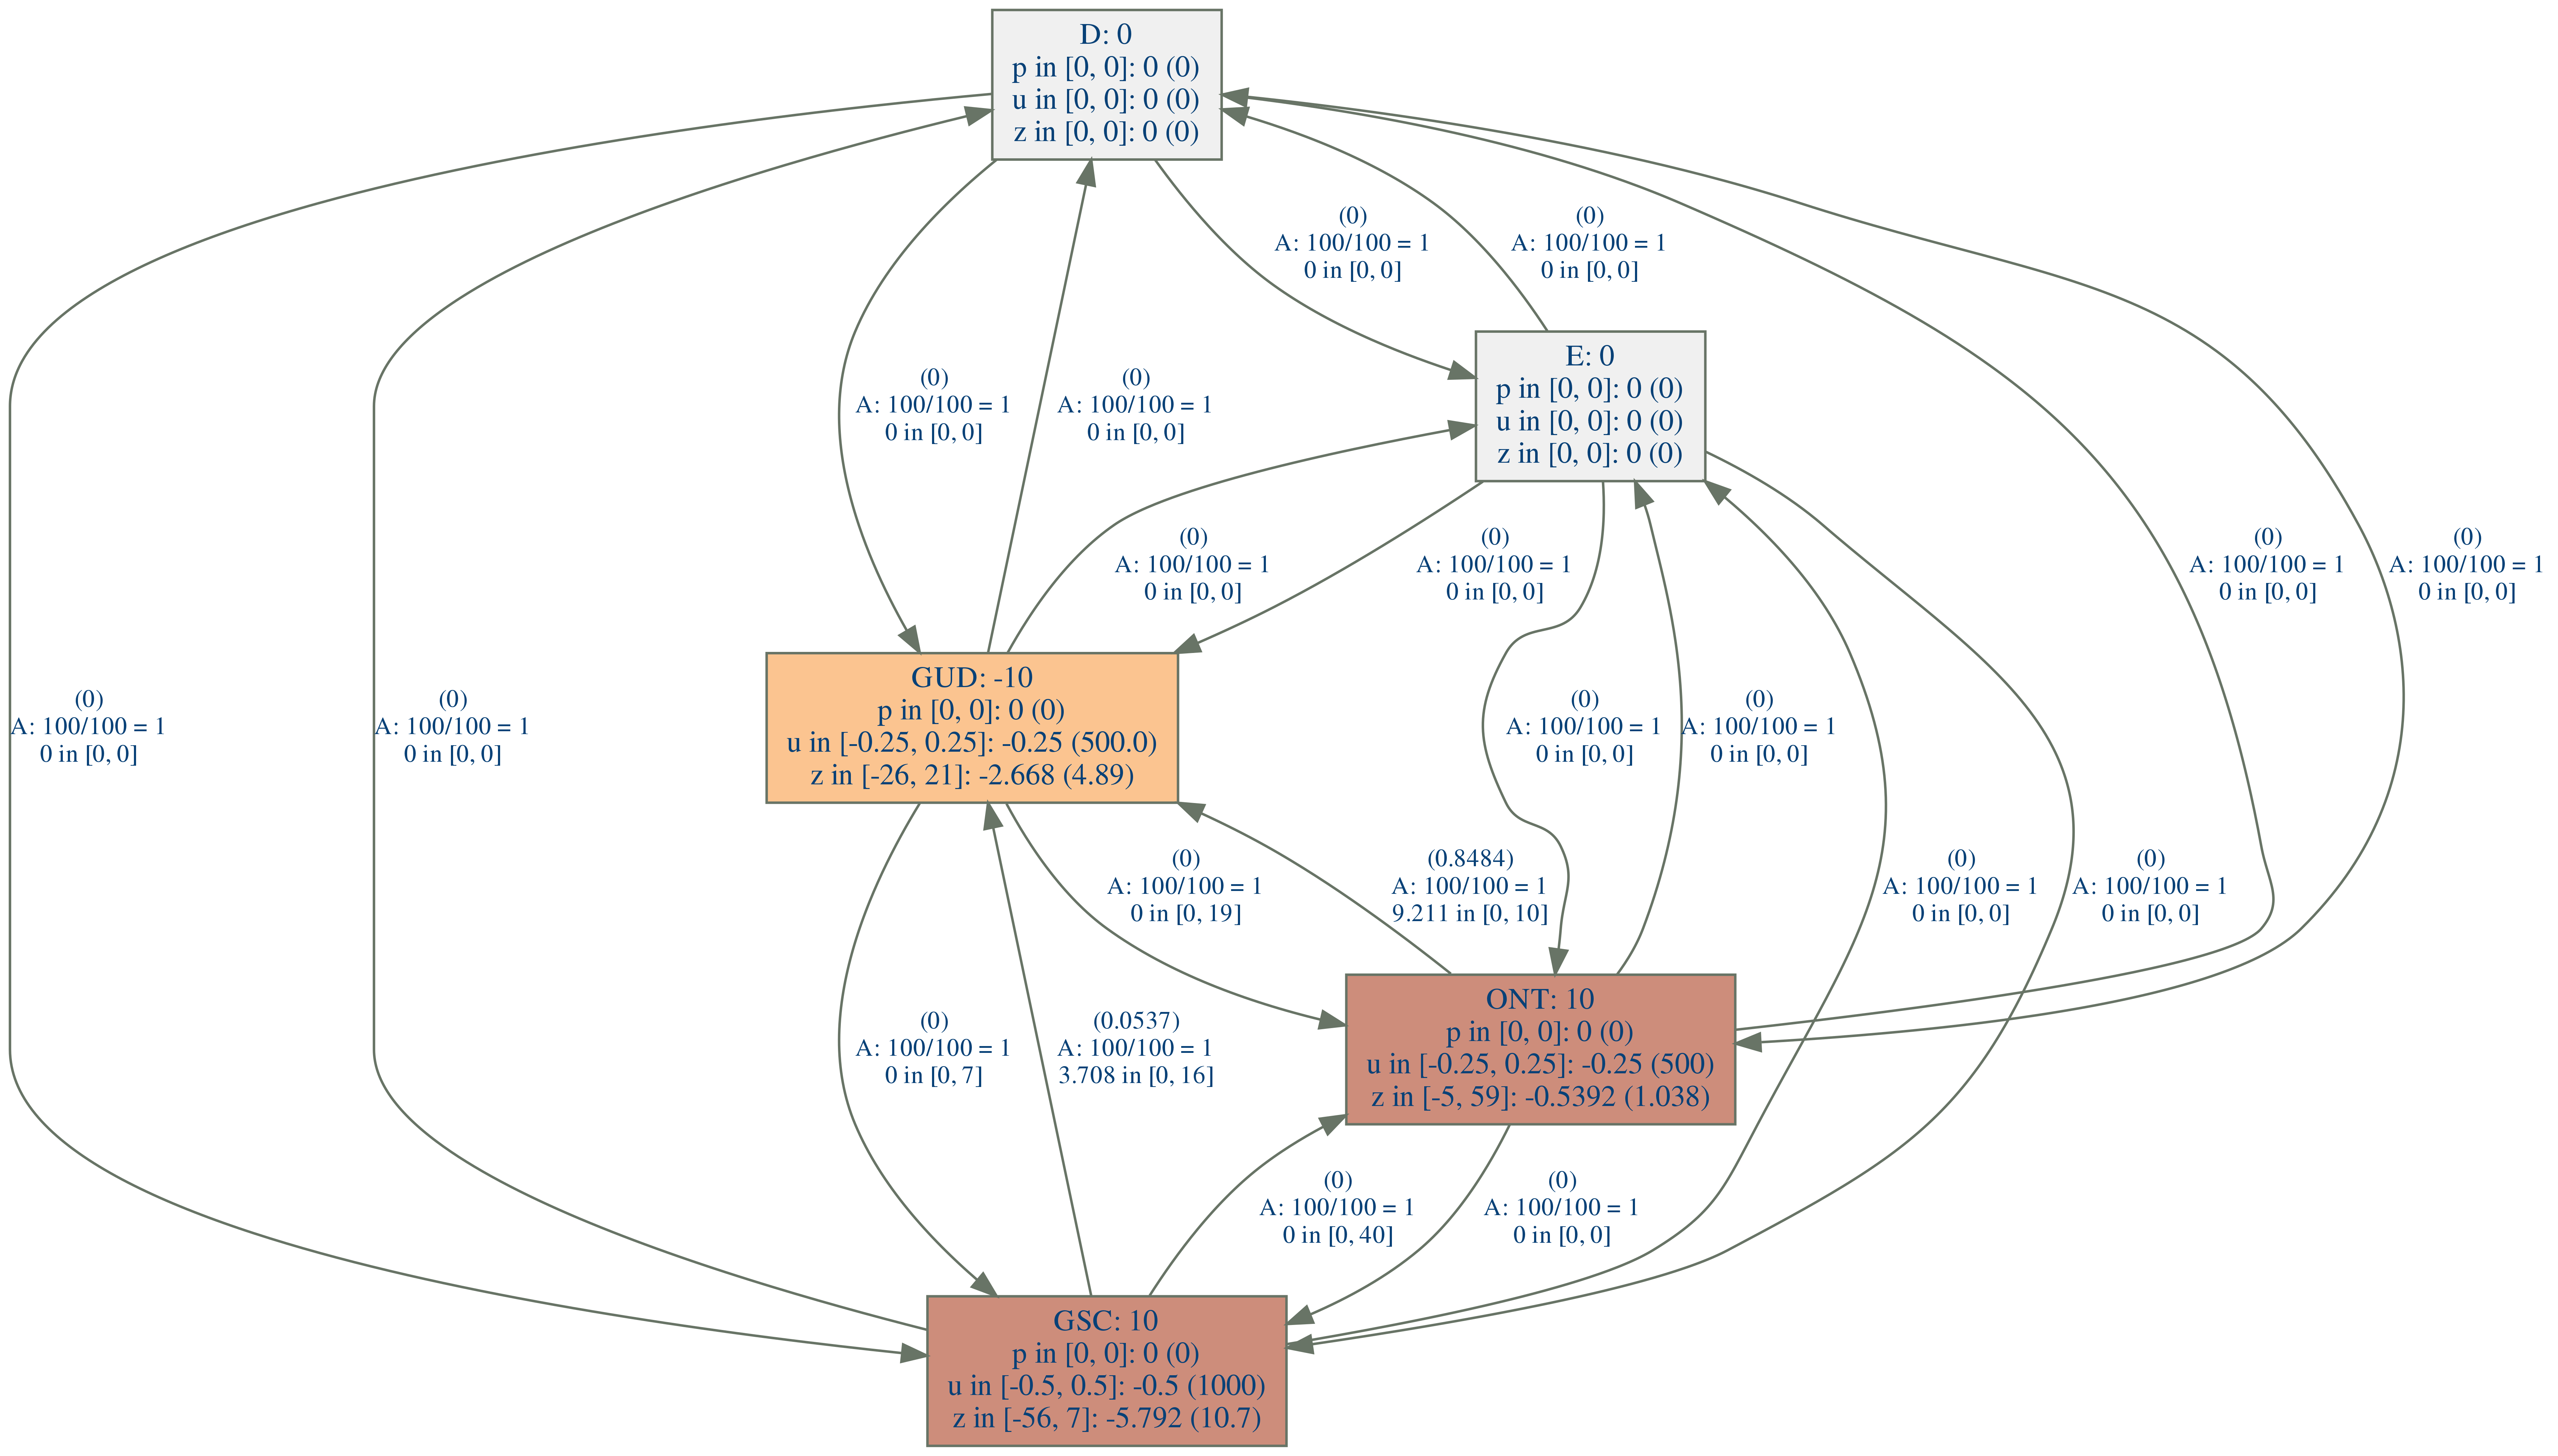 D: 0
p in [0, 0]: 0 (0)
u in [0, 0]: 0 (0)
z in [0, 0]: 0 (0)
(0)
A: 100/100 = 1
0 in [0, 0]
(0)
A: 100/100 = 1
0 in [0, 0]
E: 0
p in [0, 0]: 0 (0)
u in [0, 0]: 0 (0)
z in [0, 0]: 0 (0)
(0)
A: 100/100 = 1
0 in [0, 0]
(0)
A: 100/100 = 1
0 in [0, 0]
(0)
A: 100/100 = 1
0 in [0, 0]
(0)
A: 100/100 = 1
0 in [0, 0]
(0)
A: 100/100 = 1
0 in [0, 0]
(0)
A: 100/100 = 1
0 in [0, 0]
(0)
A: 100/100 = 1
0 in [0, 0]
(0)
A: 100/100 = 1
0 in [0, 0]
GUD: -10
p in [0, 0]: 0 (0)
u in [-0.25, 0.25]: -0.25 (500.0)
z in [-26, 21]: -2.668 (4.89)
(0)
A: 100/100 = 1
0 in [0, 0]
(0)
A: 100/100 = 1
0 in [0, 0]
(0)
A: 100/100 = 1
0 in [0, 19]
(0.8484)
A: 100/100 = 1
9.211 in [0, 10]
(0)
A: 100/100 = 1
0 in [0, 0]
(0)
A: 100/100 = 1
0 in [0, 0]
(0)
A: 100/100 = 1
0 in [0, 7]
(0.0537)
A: 100/100 = 1
3.708 in [0, 16]
ONT: 10
p in [0, 0]: 0 (0)
u in [-0.25, 0.25]: -0.25 (500)
z in [-5, 59]: -0.5392 (1.038)
(0)
A: 100/100 = 1
0 in [0, 40]
(0)
A: 100/100 = 1
0 in [0, 0]
GSC: 10
p in [0, 0]: 0 (0)
u in [-0.5, 0.5]: -0.5 (1000)
z in [-56, 7]: -5.792 (10.7)